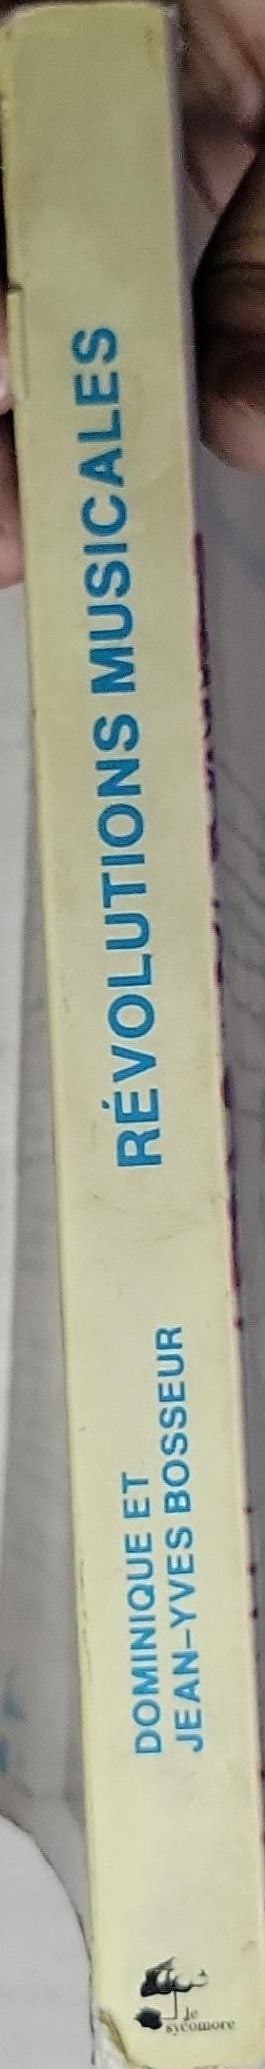 DOMINIQUE ET
JEAN-YVES BOSSEUR
RÉVOLUTIONS MUSICALES
le
sycomore